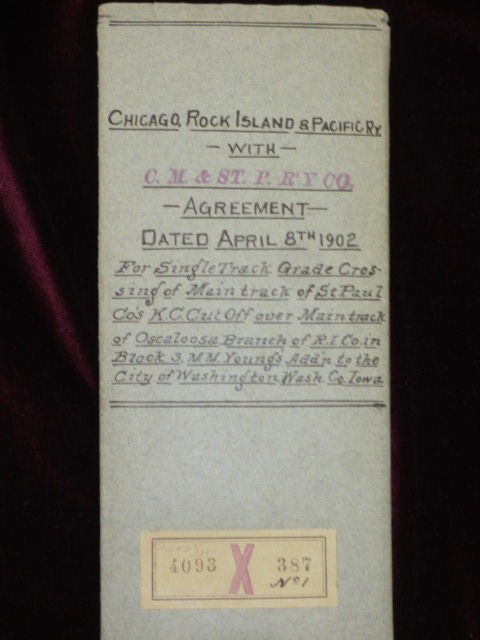 CHICAGO, ROCK ISLAND & PACIFIC RY
— WITH —
C. M. & ST. P. R'Y CO.
— AGREEMENT —
DATED APRIL 8TH 1902
For Single Track Grade Cros-
sing of Main track of St Paul
Co's K.C. Cut Off over Main track
of Oscaloosa Branch of R.I. Co. in
Block 3, M.M. Young's Add'n to the
City of Washington, Wash. Co. Iowa
4093 X 387
No 1